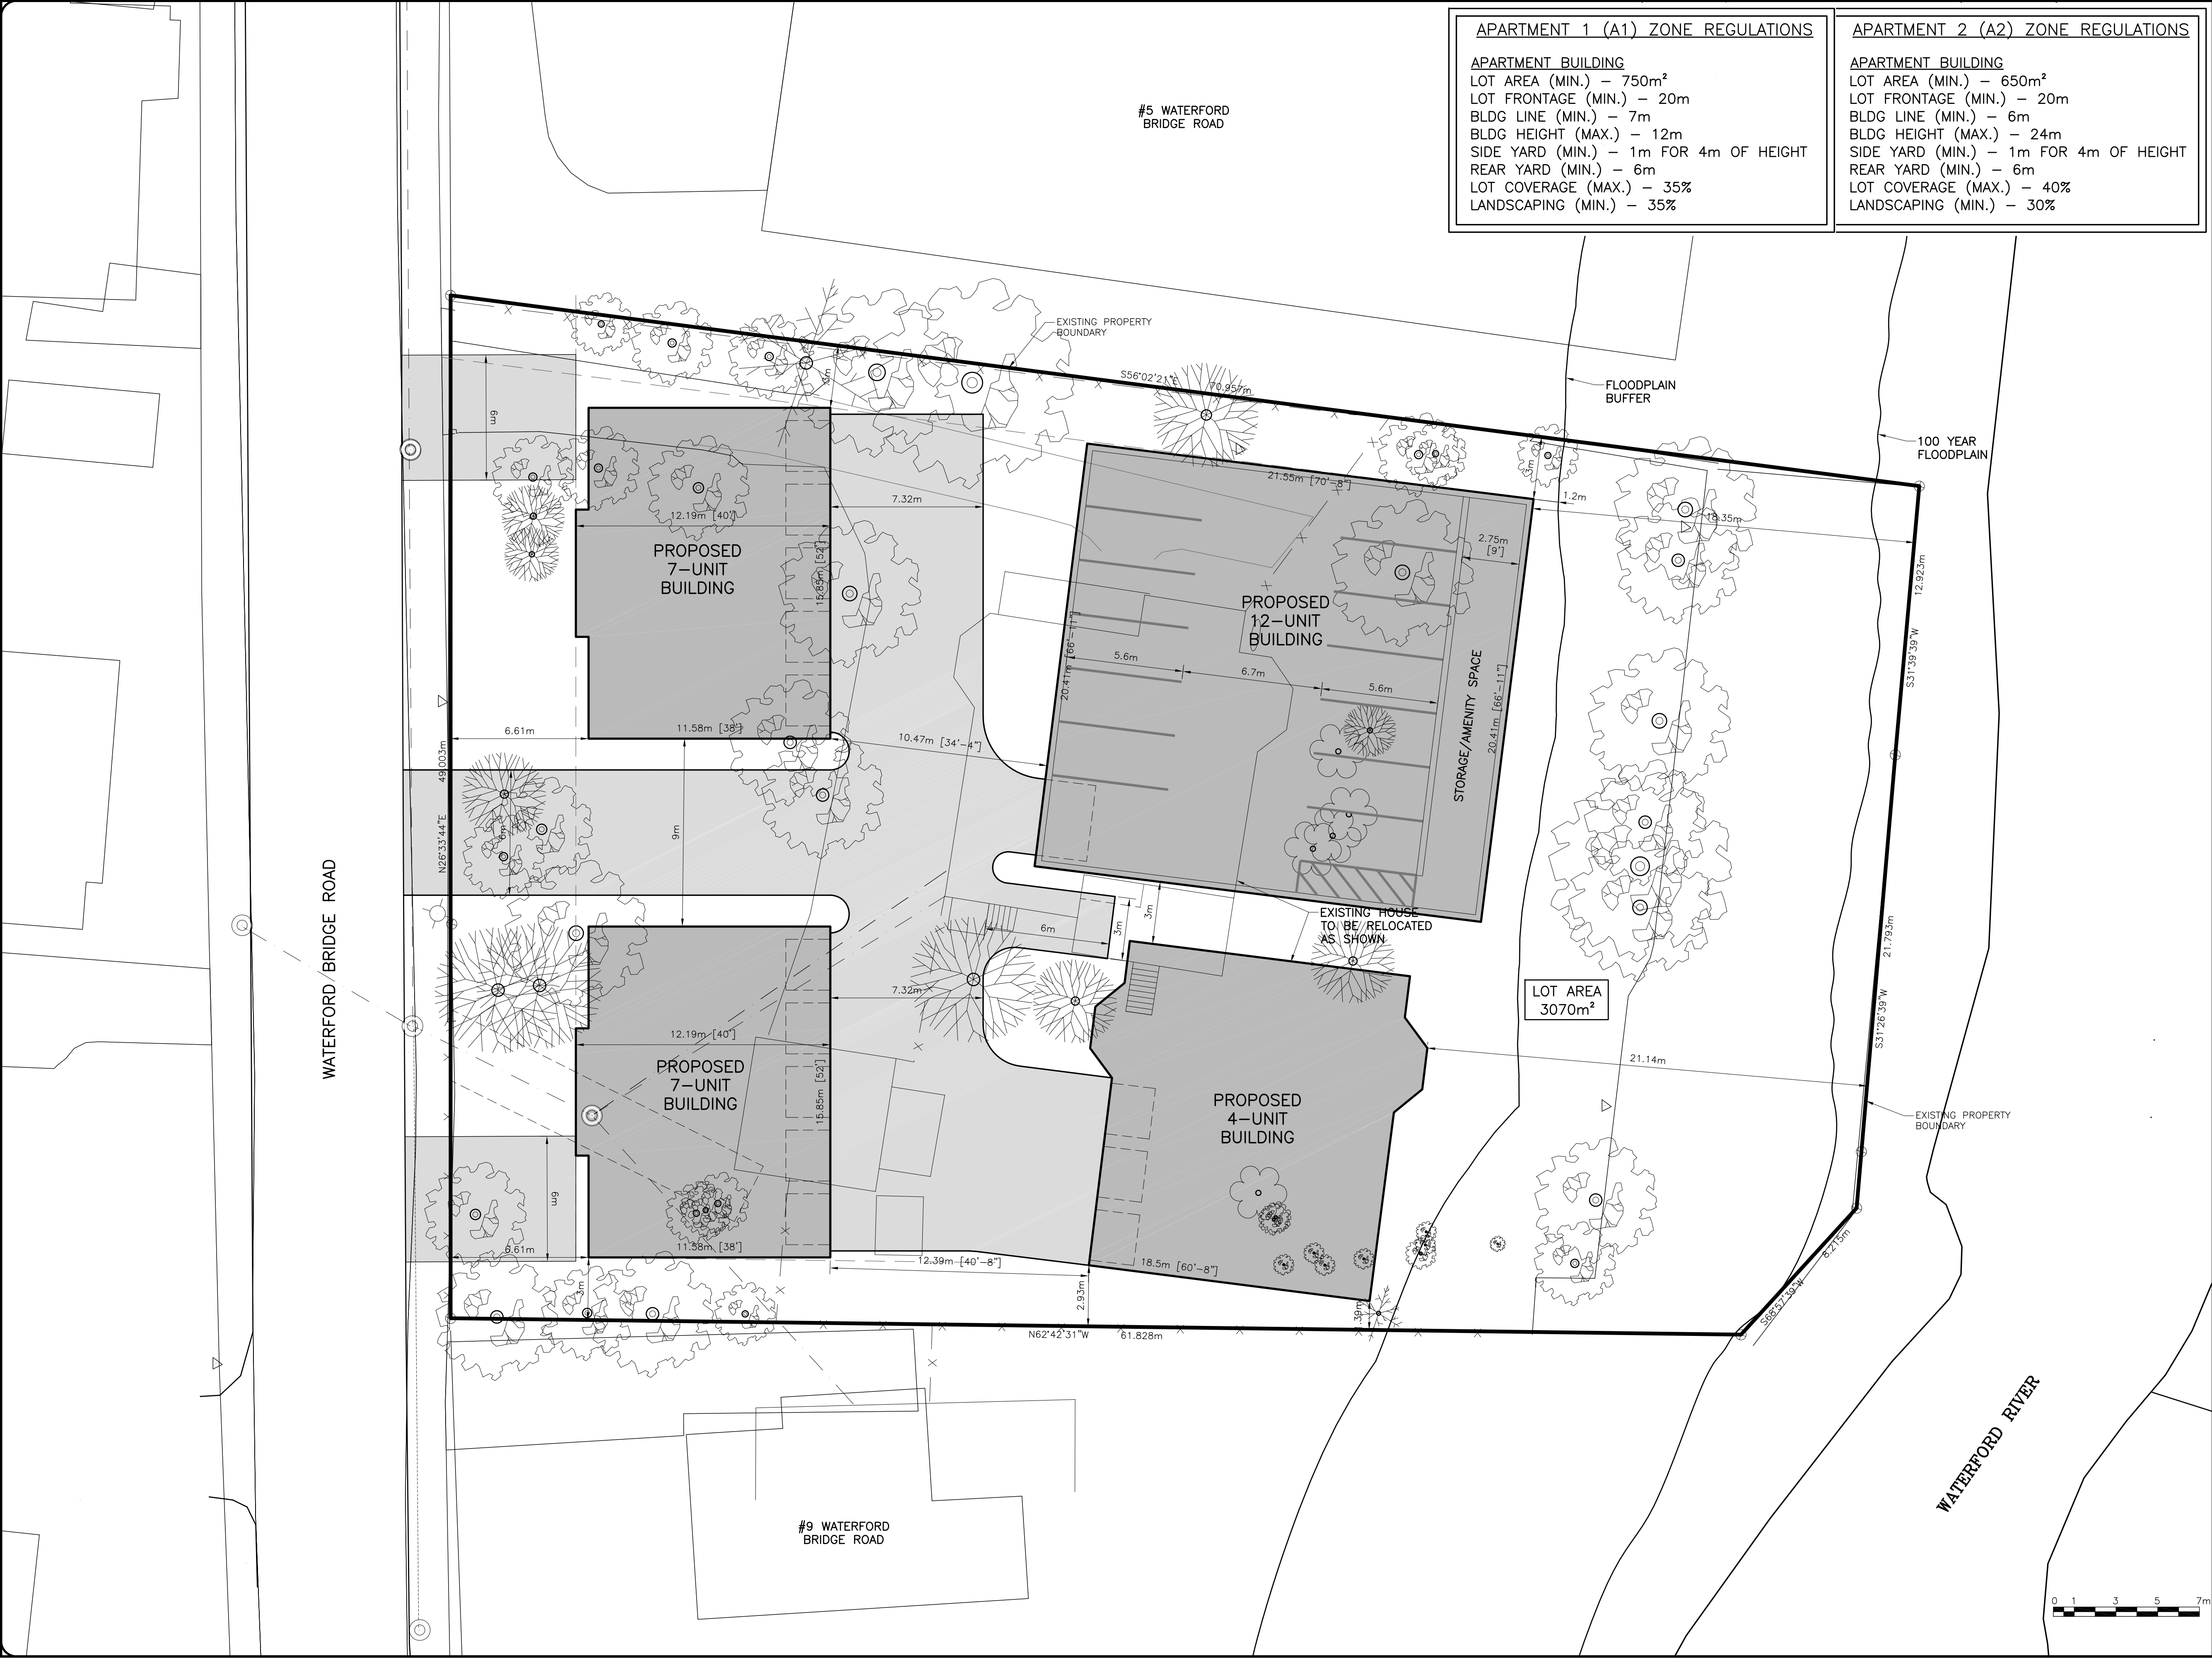 APARTMENT 1 (A1) ZONE REGULATIONS
APARTMENT BUILDING
LOT AREA (MIN.) – 750m²
LOT FRONTAGE (MIN.) – 20m
BLDG LINE (MIN.) – 7m
BLDG HEIGHT (MAX.) – 12m
SIDE YARD (MIN.) – 1m FOR 4m OF HEIGHT
REAR YARD (MIN.) – 6m
LOT COVERAGE (MAX.) – 35%
LANDSCAPING (MIN.) – 35%
APARTMENT 2 (A2) ZONE REGULATIONS
APARTMENT BUILDING
LOT AREA (MIN.) – 650m²
LOT FRONTAGE (MIN.) – 20m
BLDG LINE (MIN.) – 6m
BLDG HEIGHT (MAX.) – 24m
SIDE YARD (MIN.) – 1m FOR 4m OF HEIGHT
REAR YARD (MIN.) – 6m
LOT COVERAGE (MAX.) – 40%
LANDSCAPING (MIN.) – 30%
#5 WATERFORD
BRIDGE ROAD
EXISTING PROPERTY
BOUNDARY
S56°02'21"E
70.957m
FLOODPLAIN
BUFFER
100 YEAR
FLOODPLAIN
6m
3m
3m
1.2m
18.35m
12.19m [40']
7.32m
21.55m [70'-8"]
2.75m
[9']
PROPOSED
7-UNIT
BUILDING
15.85m [52']
PROPOSED
12-UNIT
BUILDING
12.923m
S31°39'39"W
20.41m [66'-11"]
5.6m
6.7m
5.6m
STORAGE/AMENITY SPACE
20.41m [66'-11"]
6.61m
11.58m [38']
10.47m [34'-4"]
49.003m
N26°33'44"E
6m
9m
WATERFORD BRIDGE ROAD
EXISTING HOUSE
TO BE RELOCATED
AS SHOWN
6m
3m
3m
21.793m
S31°26'39"W
LOT AREA
3070m²
7.32m
12.19m [40']
PROPOSED
7-UNIT
BUILDING
15.85m [52']
21.14m
PROPOSED
4-UNIT
BUILDING
EXISTING PROPERTY
BOUNDARY
6m
6.61m
11.58m [38']
3m
12.39m [40'-8"]
18.5m [60'-8"]
2.93m
1.39m
8.215m
S68°57'39"W
N62°42'31"W
61.828m
WATERFORD RIVER
#9 WATERFORD
BRIDGE ROAD
0 1 3 5 7m